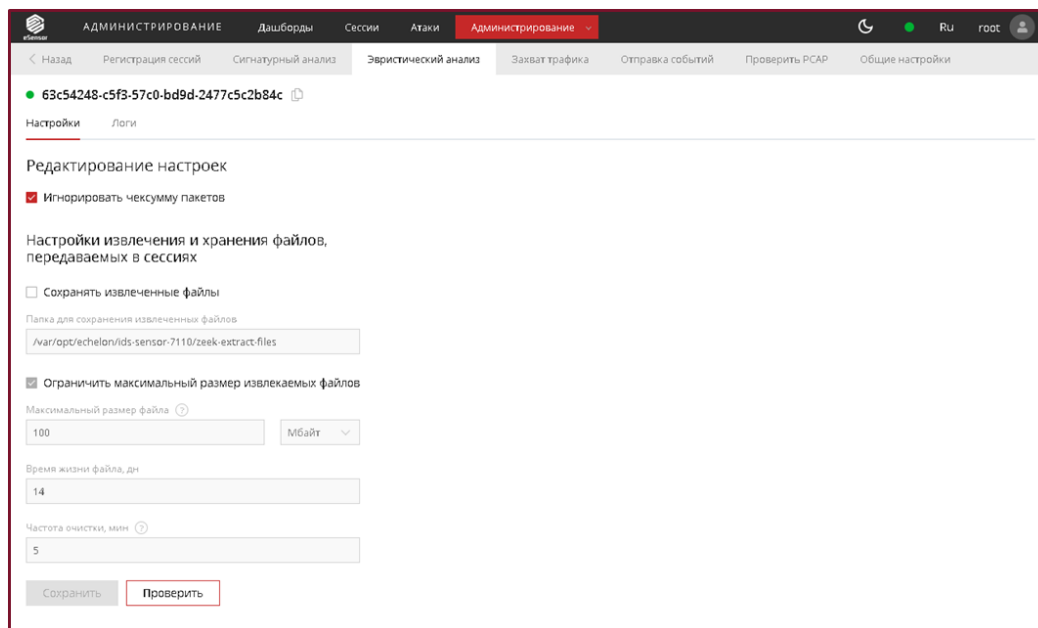 eSensor АДМИНИСТРИРОВАНИЕ Дашборды Сессии Атаки Администрирование Ru root
Назад Регистрация сессий Сигнатурный анализ Эвристический анализ Захват трафика Отправка событий Проверить PCAP Общие настройки
63c54248-c5f3-57c0-bd9d-2477c5c2b84c
Настройки Логи
Редактирование настроек
Игнорировать чексумму пакетов
Настройки извлечения и хранения файлов,
передаваемых в сессиях
Сохранять извлеченные файлы
Папка для сохранения извлеченных файлов
/var/opt/echelon/ids-sensor-7110/zeek-extract-files
Ограничить максимальный размер извлекаемых файлов
Максимальный размер файла ?
100 Мбайт
Время жизни файла, дн
14
Частота очистки, мин ?
5
Сохранить Проверить